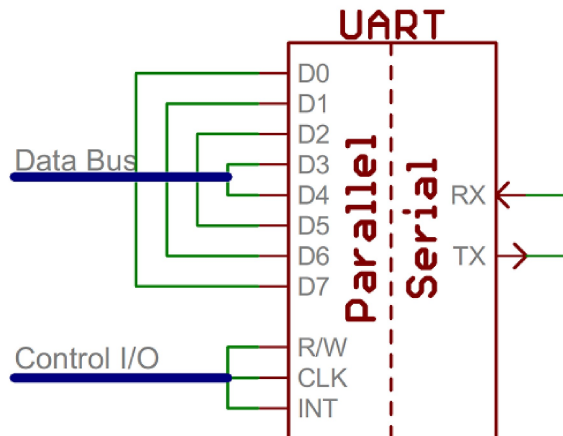 UART
D0
D1
D2
Data Bus
D3
D4
D5
D6
D7
Parallel
Serial
RX
TX
R/W
Control I/O
CLK
INT